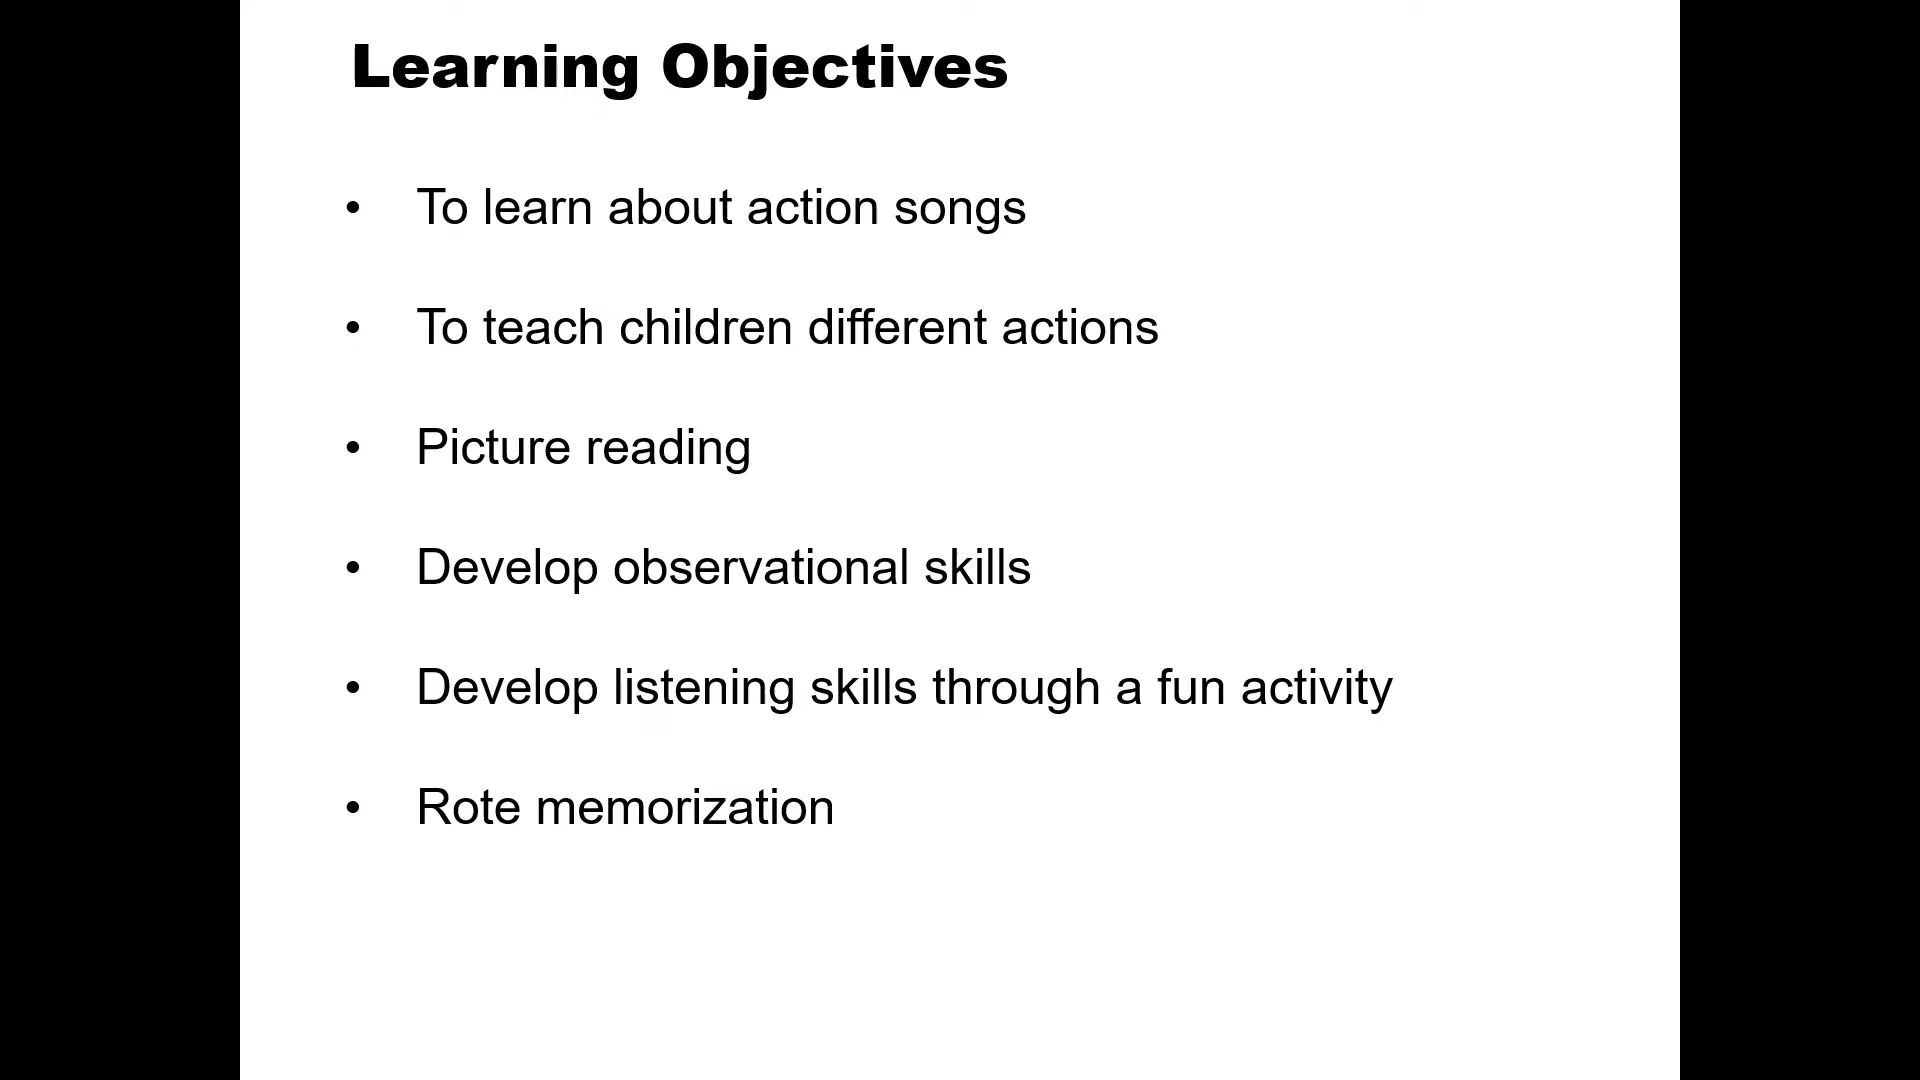 Learning Objectives
• To learn about action songs
• To teach children different actions
• Picture reading
• Develop observational skills
• Develop listening skills through a fun activity
• Rote memorization